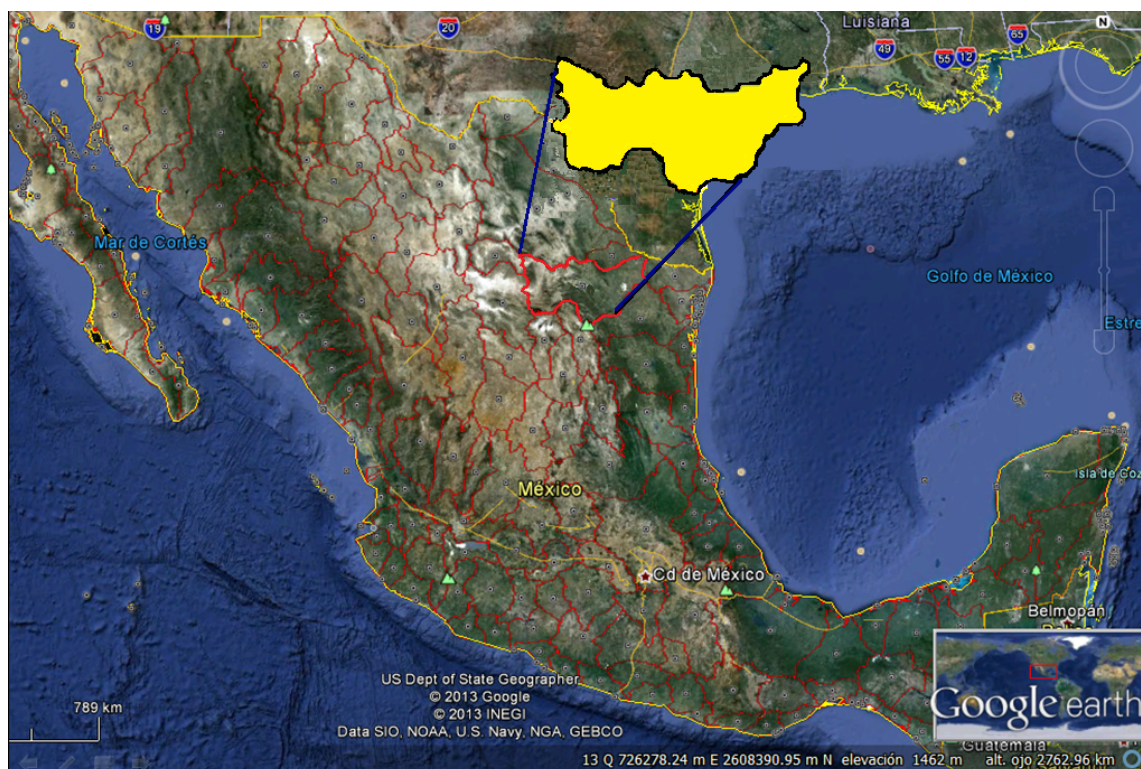 19
20
Luisiana
N
49
65
55
12
Mar de Cortés
Golfo de México
Isla de Coz
México
Cd de México
Belmopán
US Dept of State Geographer
© 2013 Google
© 2013 INEGI
Data SIO, NOAA, U.S. Navy, NGA, GEBCO
789 km
Google earth
Guatemala
13 Q 726278.24 m E 2608390.95 m N elevación 1462 m alt. ojo 2762.96 km